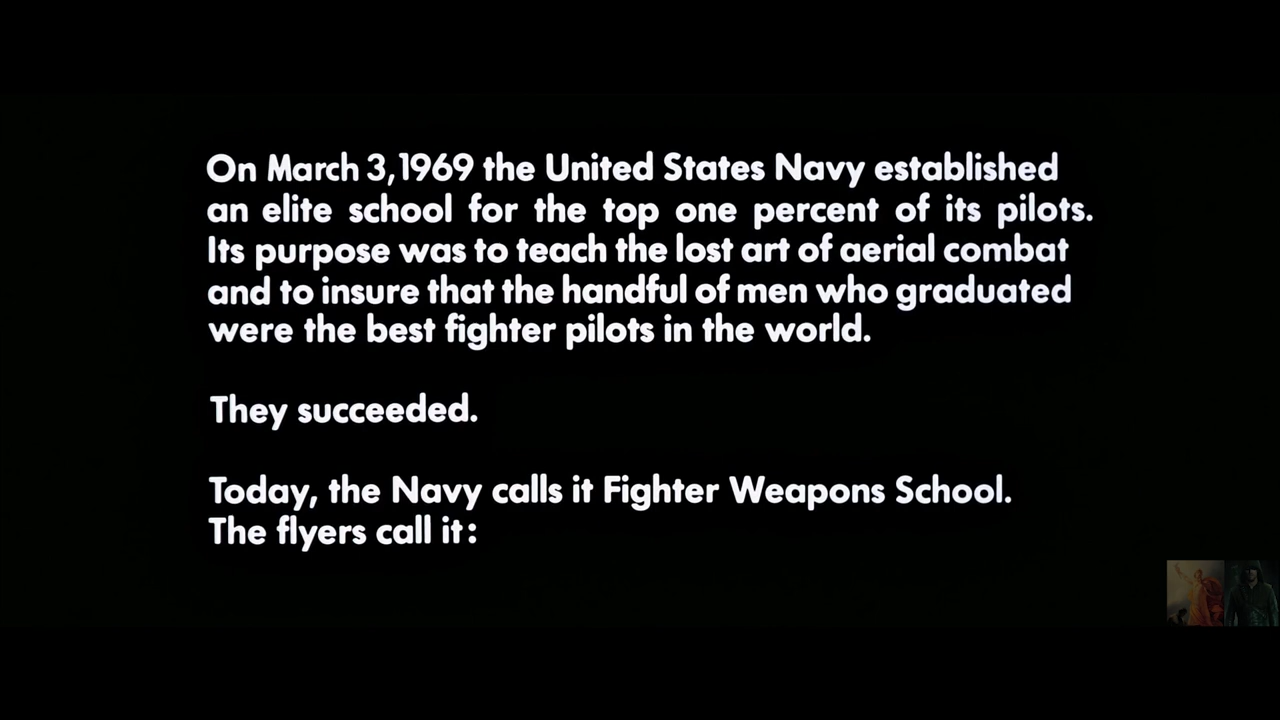 On March 3,1969 the United States Navy established
an elite school for the top one percent of its pilots.
Its purpose was to teach the lost art of aerial combat
and to insure that the handful of men who graduated
were the best fighter pilots in the world.
They succeeded.
Today, the Navy calls it Fighter Weapons School.
The flyers call it: